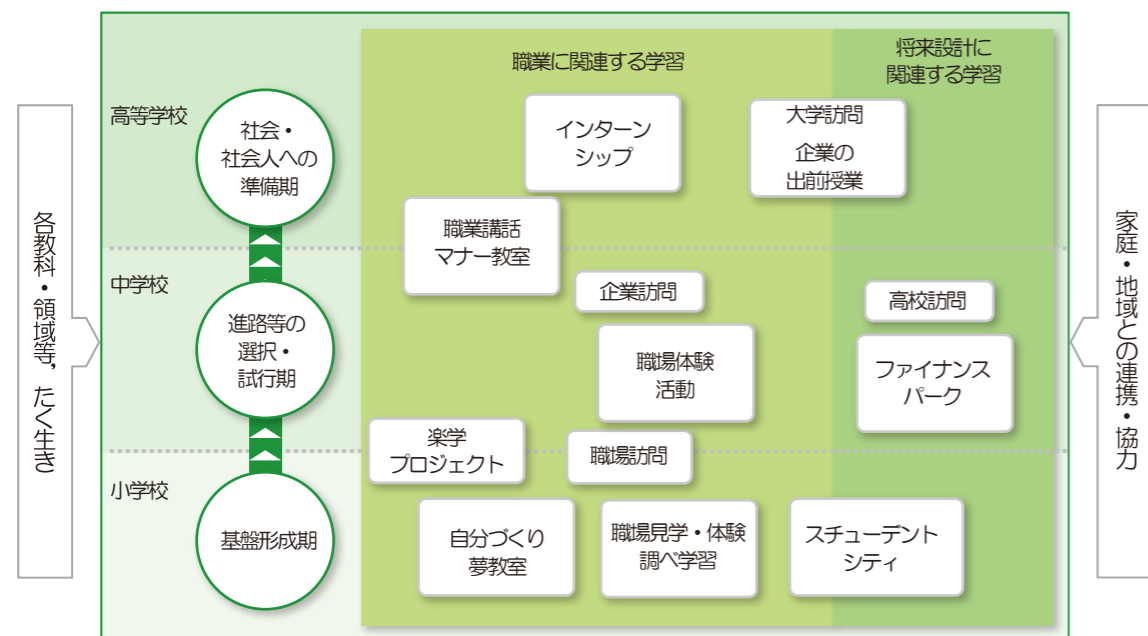 職業に関連する学習
将来設計に
関連する学習
高等学校
社会・
社会人への
準備期
インターン
シップ
大学訪問
企業の
出前授業
職業講話
マナー教室
中学校
進路等の
選択・
試行期
企業訪問
高校訪問
職場体験
活動
ファイナンス
パーク
楽学
プロジェクト
職場訪問
小学校
基盤形成期
自分づくり
夢教室
職場見学・体験
調べ学習
スチューデント
シティ
各教科・領域等，たく生き
家庭・地域との連携・協力